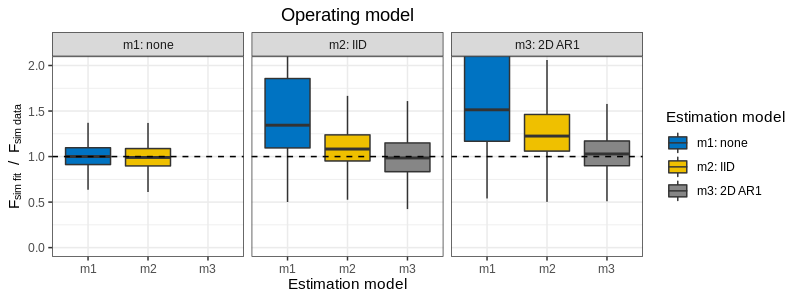 Operating model
m1: none
m2: IID
m3: 2D AR1
F sim fit / F sim data
2.0
1.5
1.0
0.5
0.0
m1 m2 m3
m1 m2 m3
m1 m2 m3
Estimation model
Estimation model
m1: none
m2: IID
m3: 2D AR1